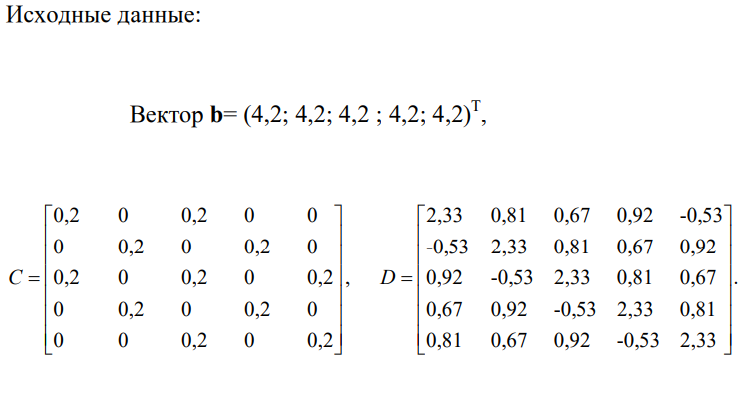 Исходные данные:
Вектор b= (4,2; 4,2; 4,2 ; 4,2; 4,2)ᵀ,
0,2 0 0,2 0 0 2,33 0,81 0,67 0,92 -0,53
0 0,2 0 0,2 0 -0,53 2,33 0,81 0,67 0,92
C = 0,2 0 0,2 0 0,2 , D = 0,92 -0,53 2,33 0,81 0,67 .
0 0,2 0 0,2 0 0,67 0,92 -0,53 2,33 0,81
0 0 0,2 0 0,2 0,81 0,67 0,92 -0,53 2,33